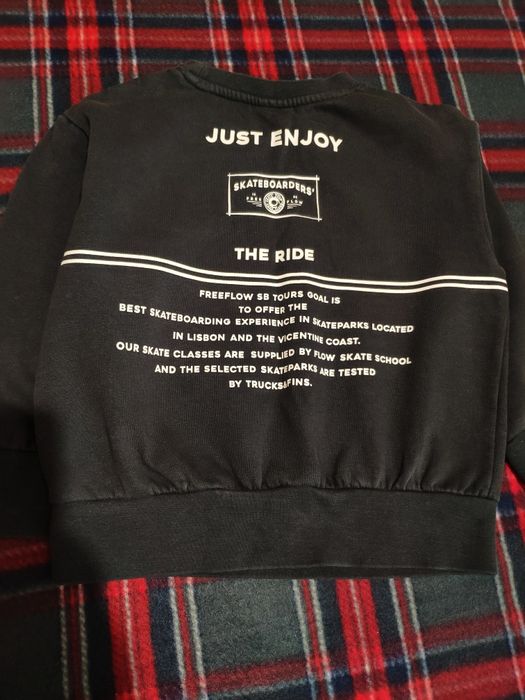 JUST ENJOY
SKATEBOARDERS'
FREE FLOW
THE RIDE
FREEFLOW SB TOURS GOAL IS
TO OFFER THE
BEST SKATEBOARDING EXPERIENCE IN SKATEPARKS LOCATED
IN LISBON AND THE VICENTINE COAST.
OUR SKATE CLASSES ARE SUPPLIED BY FLOW SKATE SCHOOL
AND THE SELECTED SKATEPARKS ARE TESTED
BY TRUCKS&FINS.